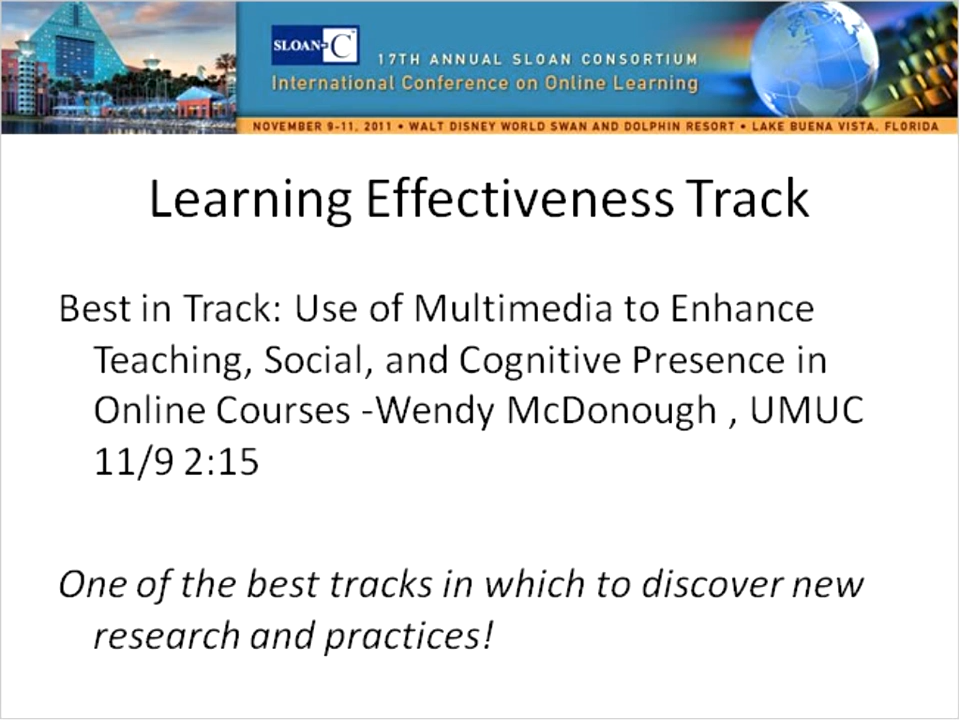 SLOAN-C
17TH ANNUAL SLOAN CONSORTIUM
International Conference on Online Learning
NOVEMBER 9-11, 2011 • WALT DISNEY WORLD SWAN AND DOLPHIN RESORT • LAKE BUENA VISTA, FLORIDA
Learning Effectiveness Track
Best in Track: Use of Multimedia to Enhance
Teaching, Social, and Cognitive Presence in
Online Courses -Wendy McDonough , UMUC
11/9 2:15
One of the best tracks in which to discover new
research and practices!